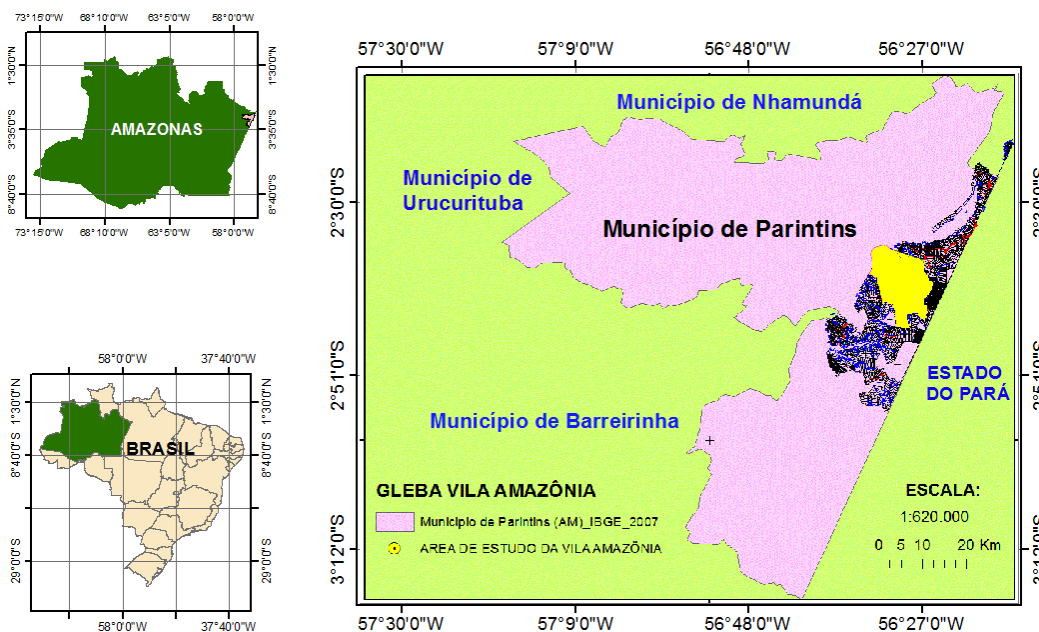 73°15'0"W 68°10'0"W 63°5'0"W 58°0'0"W
1°30'0"N 1°30'0"N
3°35'0"S 3°35'0"S
8°40'0"S 8°40'0"S
AMAZONAS
73°15'0"W 68°10'0"W 63°5'0"W 58°0'0"W
58°0'0"W 37°40'0"W
1°30'0"N 1°30'0"N
8°40'0"S 8°40'0"S
29°0'0"S 29°0'0"S
BRASIL
58°0'0"W 37°40'0"W
57°30'0"W 57°9'0"W 56°48'0"W 56°27'0"W
2°30'0"S 2°30'0"S
2°51'0"S 2°51'0"S
3°12'0"S 3°12'0"S
Município de Nhamundá
Município de
Urucurituba
Município de Parintins
ESTADO
DO PARÁ
Município de Barreirinha
GLEBA VILA AMAZÔNIA
Município de Parintins (AM)_IBGE_2007
AREA DE ESTUDO DA VILA AMAZÔNIA
ESCALA:
1:620.000
0 5 10 20 Km
57°30'0"W 57°9'0"W 56°48'0"W 56°27'0"W